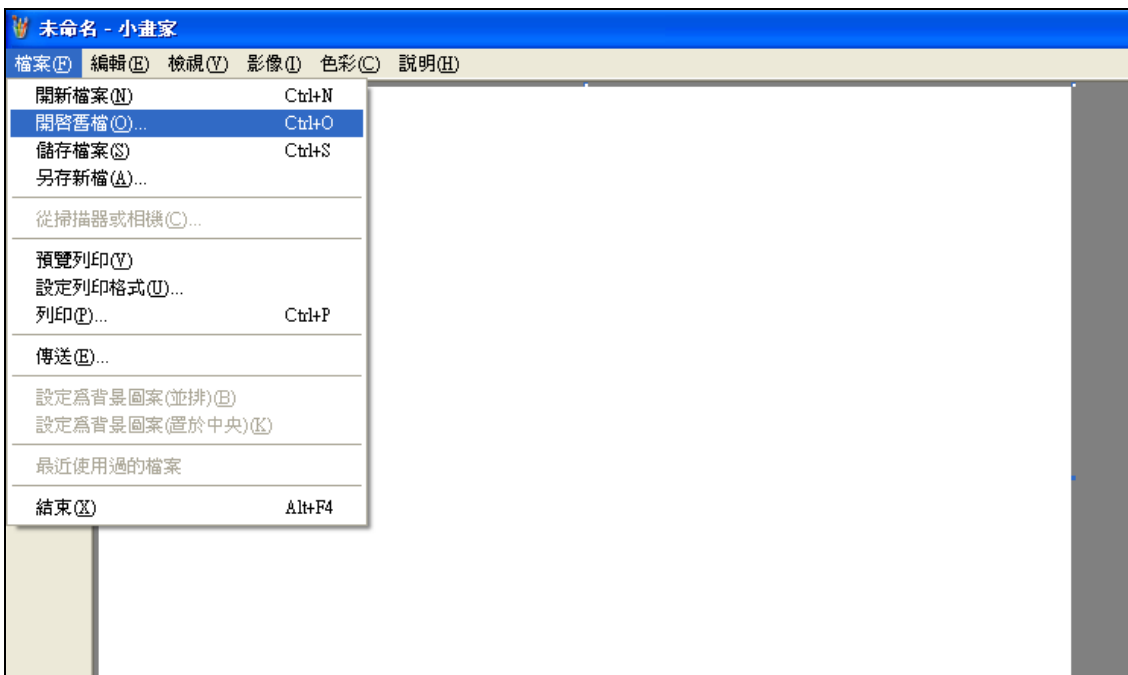 未命名 - 小畫家
檔案(F) 編輯(E) 檢視(V) 影像(I) 色彩(C) 說明(H)
開新檔案(N) Ctrl+N
開啓舊檔(O)... Ctrl+O
儲存檔案(S) Ctrl+S
另存新檔(A)...
從掃描器或相機(C)...
預覽列印(V)
設定列印格式(U)...
列印(P)... Ctrl+P
傳送(E)...
設定爲背景圖案(並排)(B)
設定爲背景圖案(置於中央)(K)
最近使用過的檔案
結束(X) Alt+F4